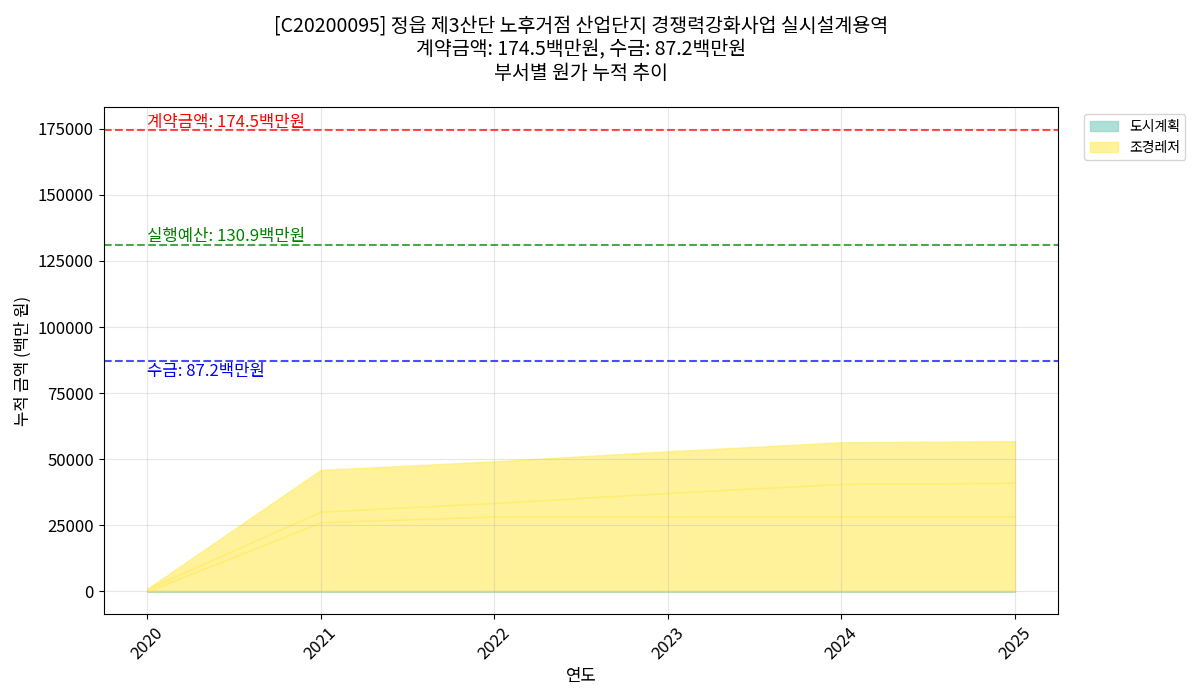 [C20200095] 정읍 제3산단 노후거점 산업단지 경쟁력강화사업 실시설계용역
계약금액: 174.5백만원, 수금: 87.2백만원
부서별 원가 누적 추이
계약금액: 174.5백만원
실행예산: 130.9백만원
수금: 87.2백만원
도시계획
조경레저
누적 금액 (백만 원)
175000
150000
125000
100000
75000
50000
25000
0
2020
2021
2022
2023
2024
2025
연도